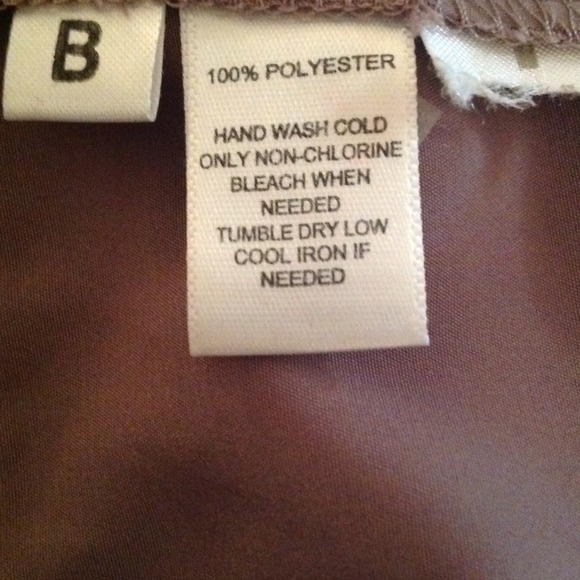 B
100% POLYESTER
HAND WASH COLD
ONLY NON-CHLORINE
BLEACH WHEN
NEEDED
TUMBLE DRY LOW
COOL IRON IF
NEEDED